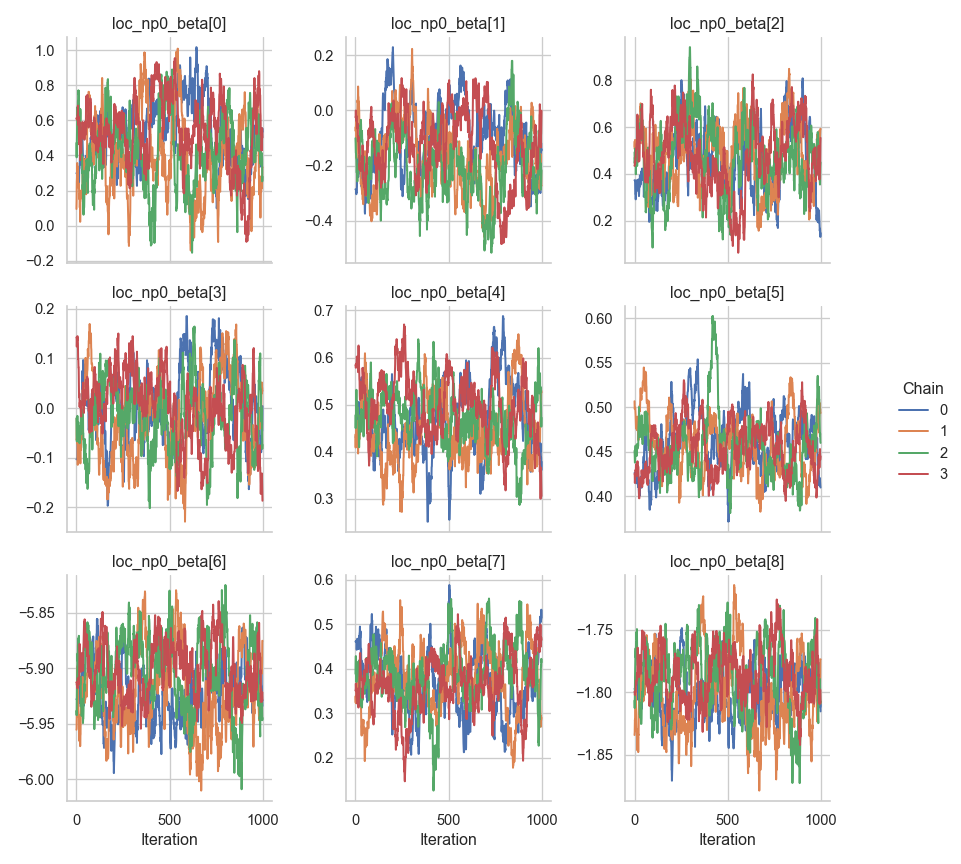 loc_np0_beta[0]
loc_np0_beta[1]
loc_np0_beta[2]
1.0
0.8
0.6
0.4
0.2
0.0
−0.2
0.2
0.0
−0.2
−0.4
0.8
0.6
0.4
0.2
loc_np0_beta[3]
loc_np0_beta[4]
loc_np0_beta[5]
0.2
0.1
0.0
−0.1
−0.2
0.7
0.6
0.5
0.4
0.3
0.60
0.55
0.50
0.45
0.40
Chain
0
1
2
3
loc_np0_beta[6]
loc_np0_beta[7]
loc_np0_beta[8]
−5.85
−5.90
−5.95
−6.00
0.6
0.5
0.4
0.3
0.2
−1.75
−1.80
−1.85
0 500 1000
0 500 1000
0 500 1000
Iteration
Iteration
Iteration